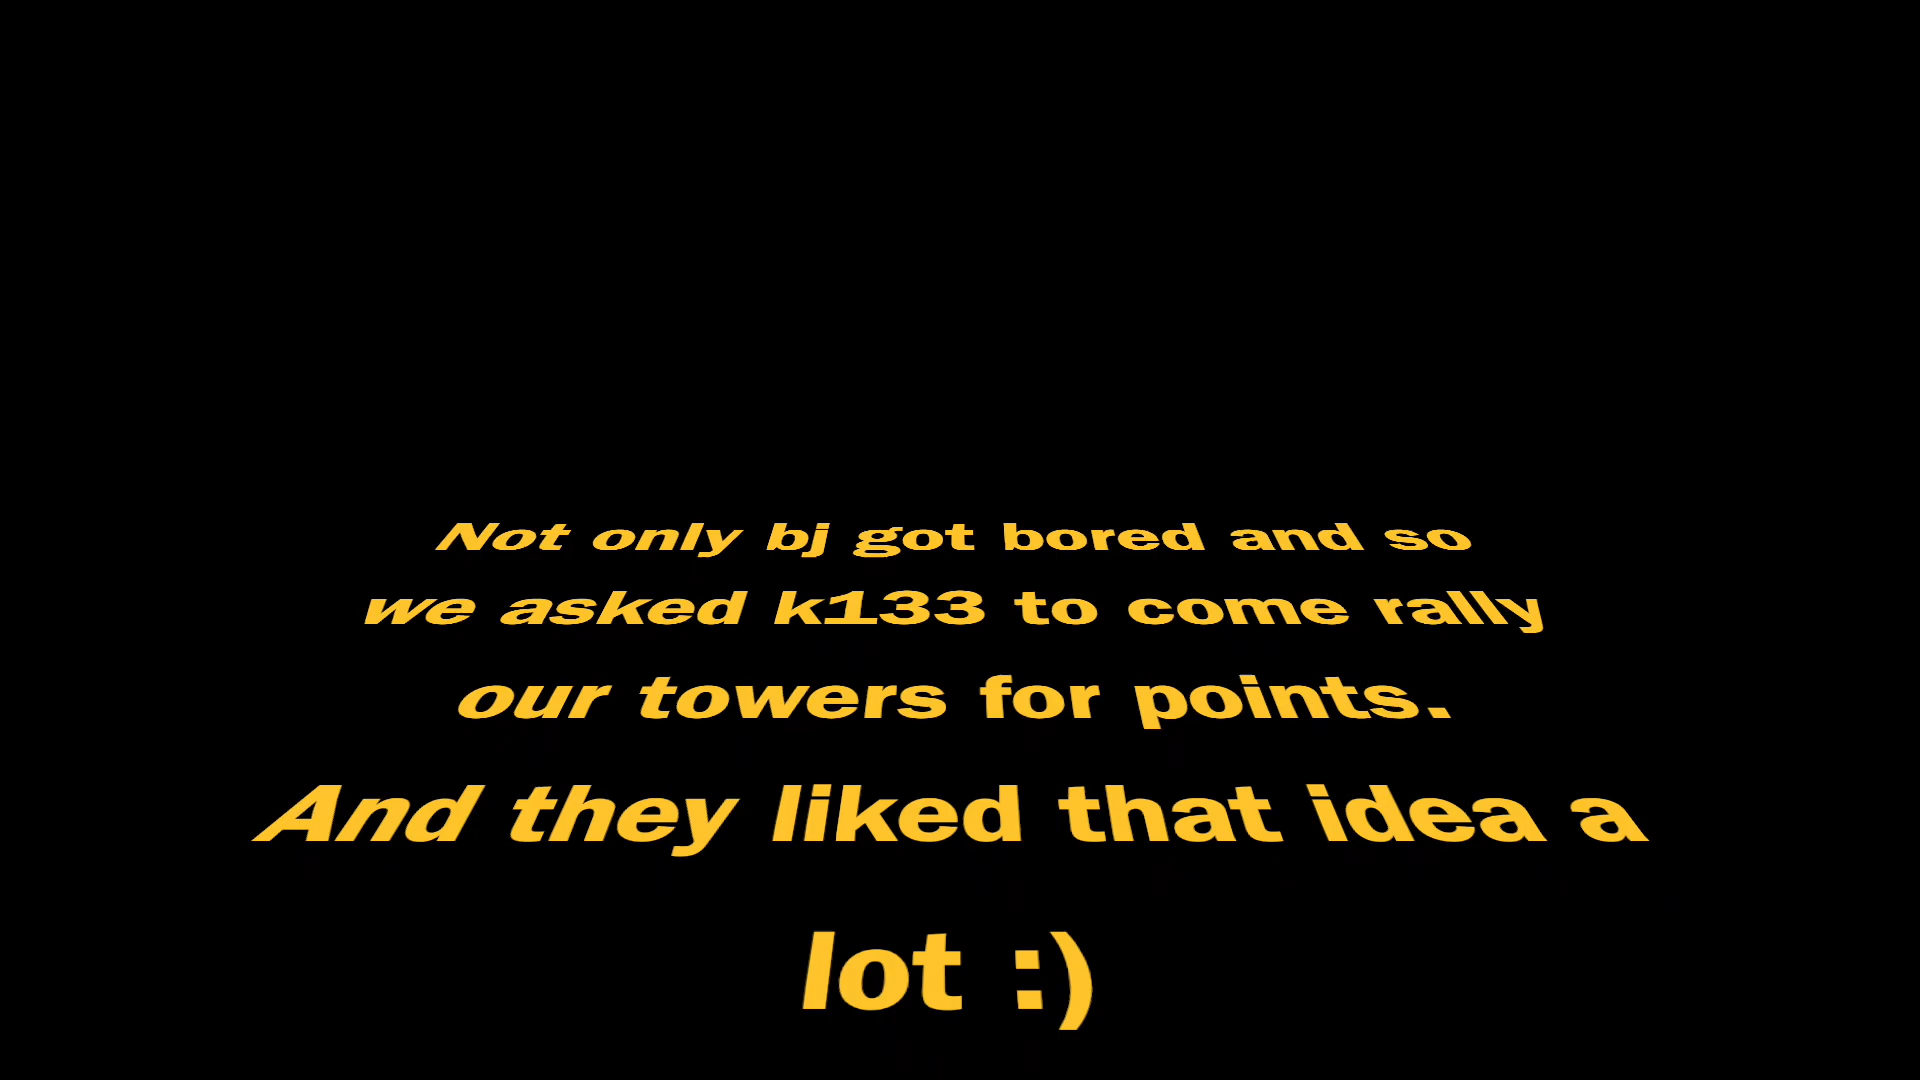 Not only bj got bored and so
we asked k133 to come rally
our towers for points.
And they liked that idea a
lot :)